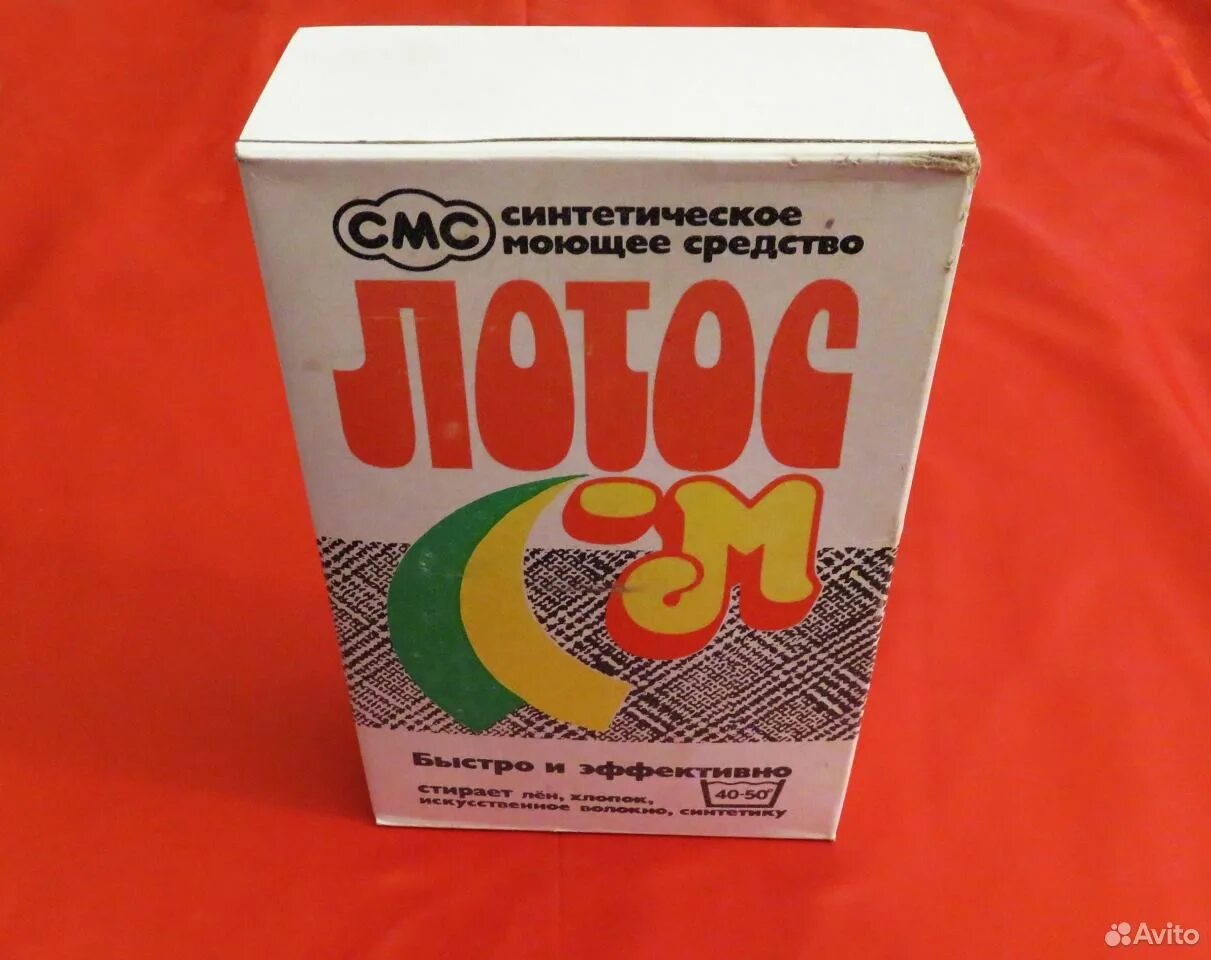 СМС синтетическое
моющее средство
ЛОТОС
-М
Быстро и эффективно
стирает лён, хлопок,
искусственное волокно, синтетику
40-50°
Avito